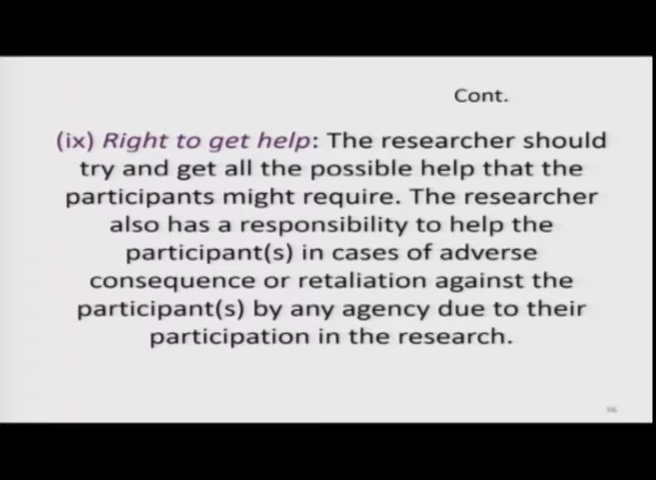 Cont.
(ix) Right to get help: The researcher should
try and get all the possible help that the
participants might require. The researcher
also has a responsibility to help the
participant(s) in cases of adverse
consequence or retaliation against the
participant(s) by any agency due to their
participation in the research.